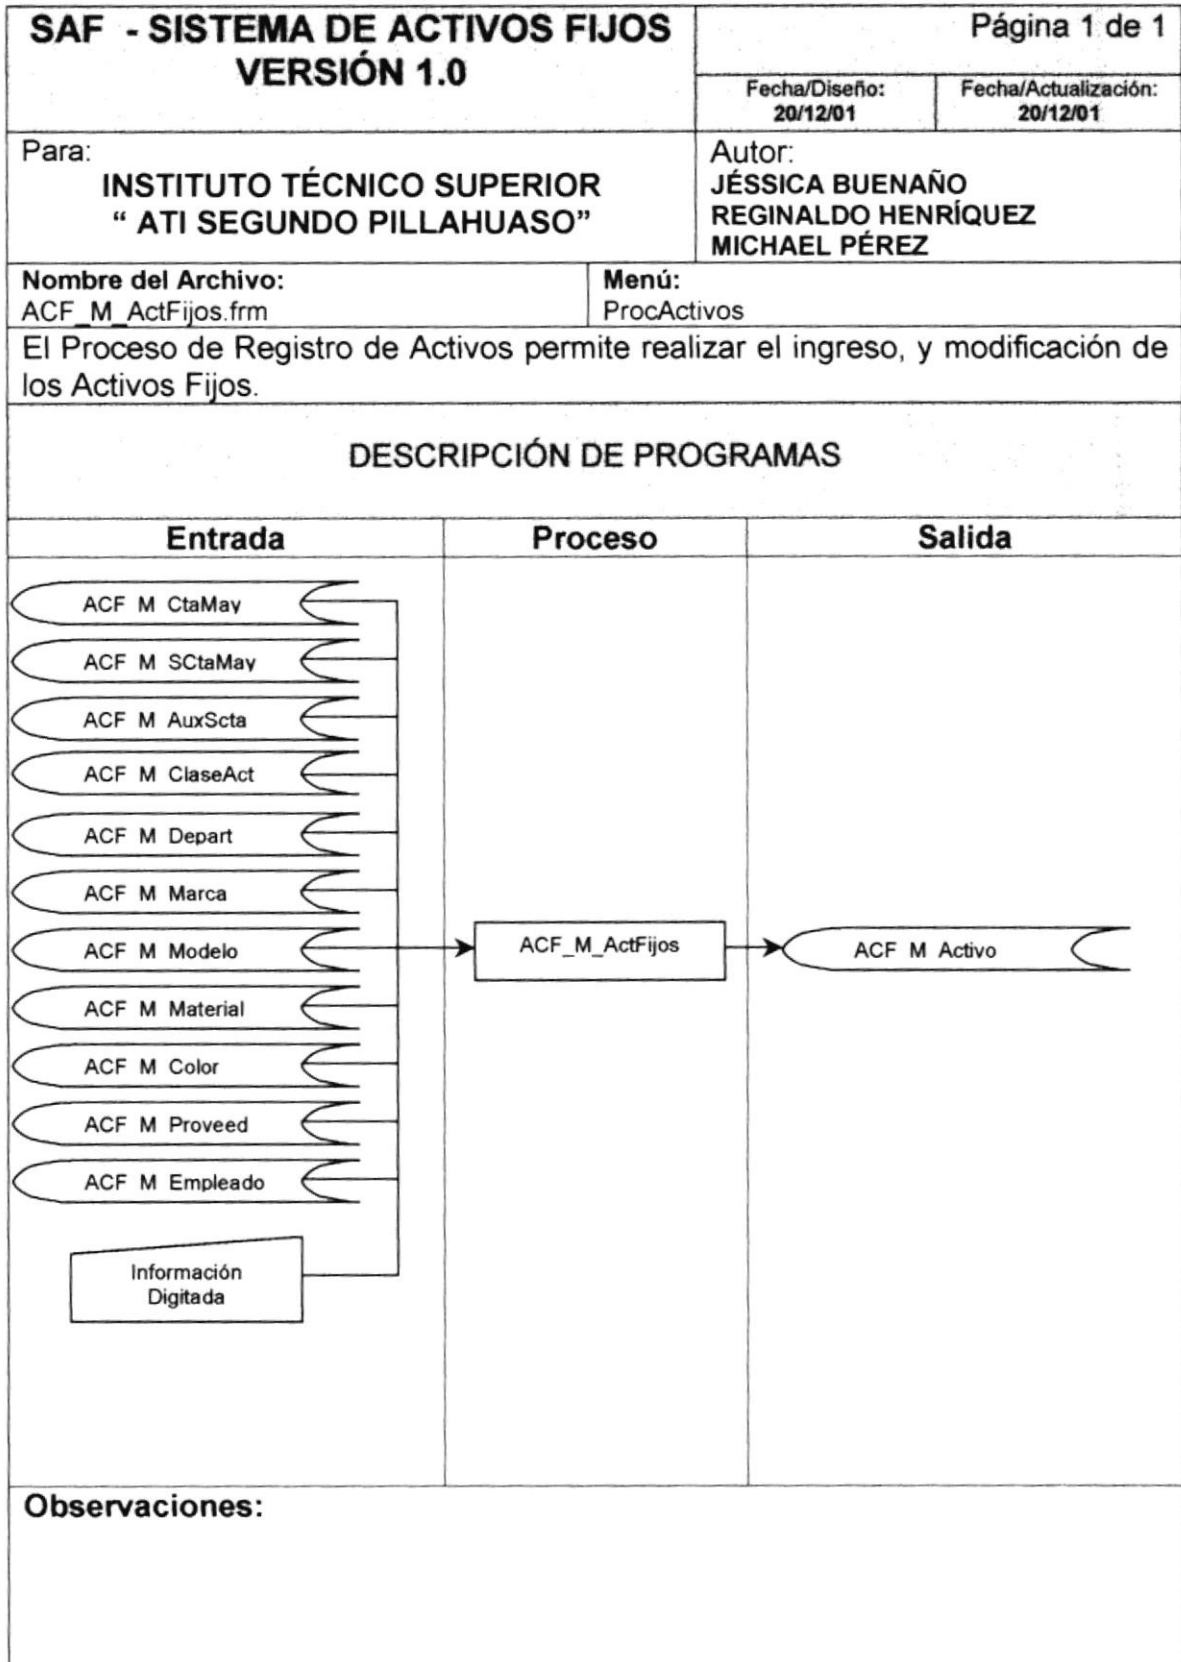 SAF - SISTEMA DE ACTIVOS FIJOS
VERSIÓN 1.0
Página 1 de 1
Fecha/Diseño:
20/12/01
Fecha/Actualización:
20/12/01
Para:
INSTITUTO TÉCNICO SUPERIOR
“ ATI SEGUNDO PILLAHUASO”
Autor:
JÉSSICA BUENAÑO
REGINALDO HENRÍQUEZ
MICHAEL PÉREZ
Nombre del Archivo:
ACF_M_ActFijos.frm
Menú:
ProcActivos
El Proceso de Registro de Activos permite realizar el ingreso, y modificación de
los Activos Fijos.
DESCRIPCIÓN DE PROGRAMAS
Entrada
Proceso
Salida
ACF M CtaMay
ACF M SCtaMay
ACF M AuxScta
ACF M ClaseAct
ACF M Depart
ACF M Marca
ACF M Modelo
ACF M Material
ACF M Color
ACF M Proveed
ACF M Empleado
Información
Digitada
ACF_M_ActFijos
ACF M Activo
Observaciones: